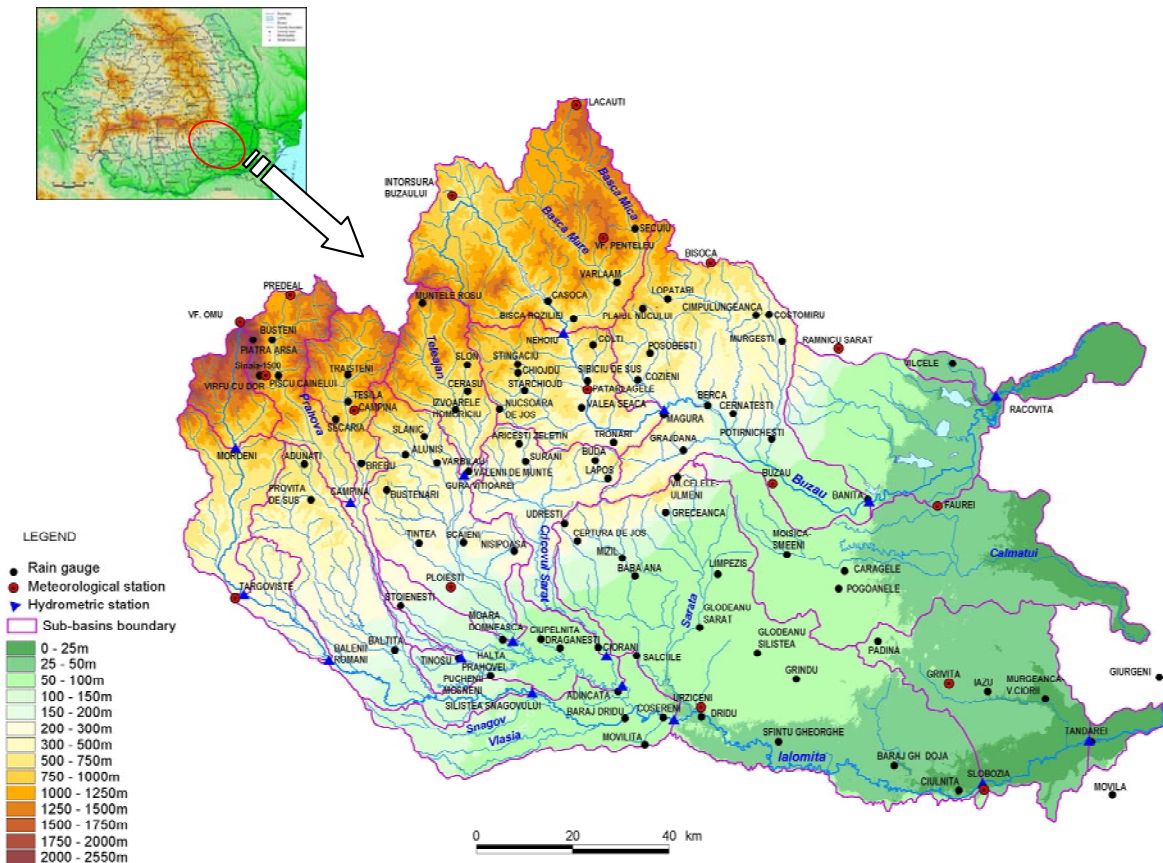 LACAUTI
INTORSURA
BUZAULUI
Basca Mica
Basca Mare
SECUIU
VF. PENTELEU
BISOCA
VARLAAM
PREDEAL
MUNTELE ROSU
CASOCA
LOPATARI
CIMPULUNGEANCA
COSTOMIRU
VF. OMU
BISCA ROZILIEI
PLAIUL NUCULUI
BUSTENI
NEHOIU
COLTI
MURGESTI
RAMNICU SARAT
PIATRA ARSA
Teleajan
SLON
STINGACIU
POSOBESTI
VILCELE
Sinaia-1500
TRAISTENI
CHIOJDU
SIBICIU DE SUS
COZIENI
VIRFU CU DOR
PISCU CAINELUI
CERASU
STARCHIOJD
PATARLAGELE
TESILA
IZVOARELE
HOMORICIU
NUCSOARA
DE JOS
VALEA SEACA
BERCA
CERNATESTI
RACOVITA
Prahova
CAMPINA
MAGURA
SECARIA
SLANIC
POTIRNICHESTI
MORDENI
ADUNATI
ALUNIS
ARICESTI ZELETIN
TRONARI
GRAJDANA
BREBU
VARBILAU
SURANI
BUDA
VALENII DE MUNTE
LAPOS
BUZAU
Buzau
PROVITA
DE SUS
CAMPINA
BUSTENARI
GURA VITIOAREI
VILCELELE-
ULMENI
BANITA
FAUREI
UDRESTI
GRECEANCA
LEGEND
Rain gauge
Meteorological station
Hydrometric station
Sub-basins boundary
TINTEA
SCAIENI
NISIPOASA
Cricovul Sarat
CEPTURA DE JOS
MIZIL
MOISICA-
SMEENI
Calmatui
TARGOVISTE
PLOIESTI
BABA ANA
LIMPEZIS
CARAGELE
POGOANELE
STOIENESTI
MOARA
DOMNEASCA
CIUPELNITA
DRAGANESTI
Sarata
GLODEANU
SARAT
BALENII
ROMANI
BALTITA
TINOSU
HALTA
PRAHOVEI
CIORANI
SALCIILE
GLODEANU
SILISTEA
PADINA
PUCHENII
MOSNENI
GRINDU
GRIVITA
IAZU
MURGEANCA
V.CIORII
GIURGENI
SILISTEA SNAGOVULUI
ADINCATA
URZICENI
Snagov
BARAJ DRIDU
COSERENI
DRIDU
Vlasia
MOVILITA
SFINTU GHEORGHE
TANDAREI
Ialomita
BARAJ GH DOJA
SLOBOZIA
CIULNITA
MOVILA
0 - 25m
25 - 50m
50 - 100m
100 - 150m
150 - 200m
200 - 300m
300 - 500m
500 - 750m
750 - 1000m
1000 - 1250m
1250 - 1500m
1500 - 1750m
1750 - 2000m
2000 - 2550m
0 20 40 km